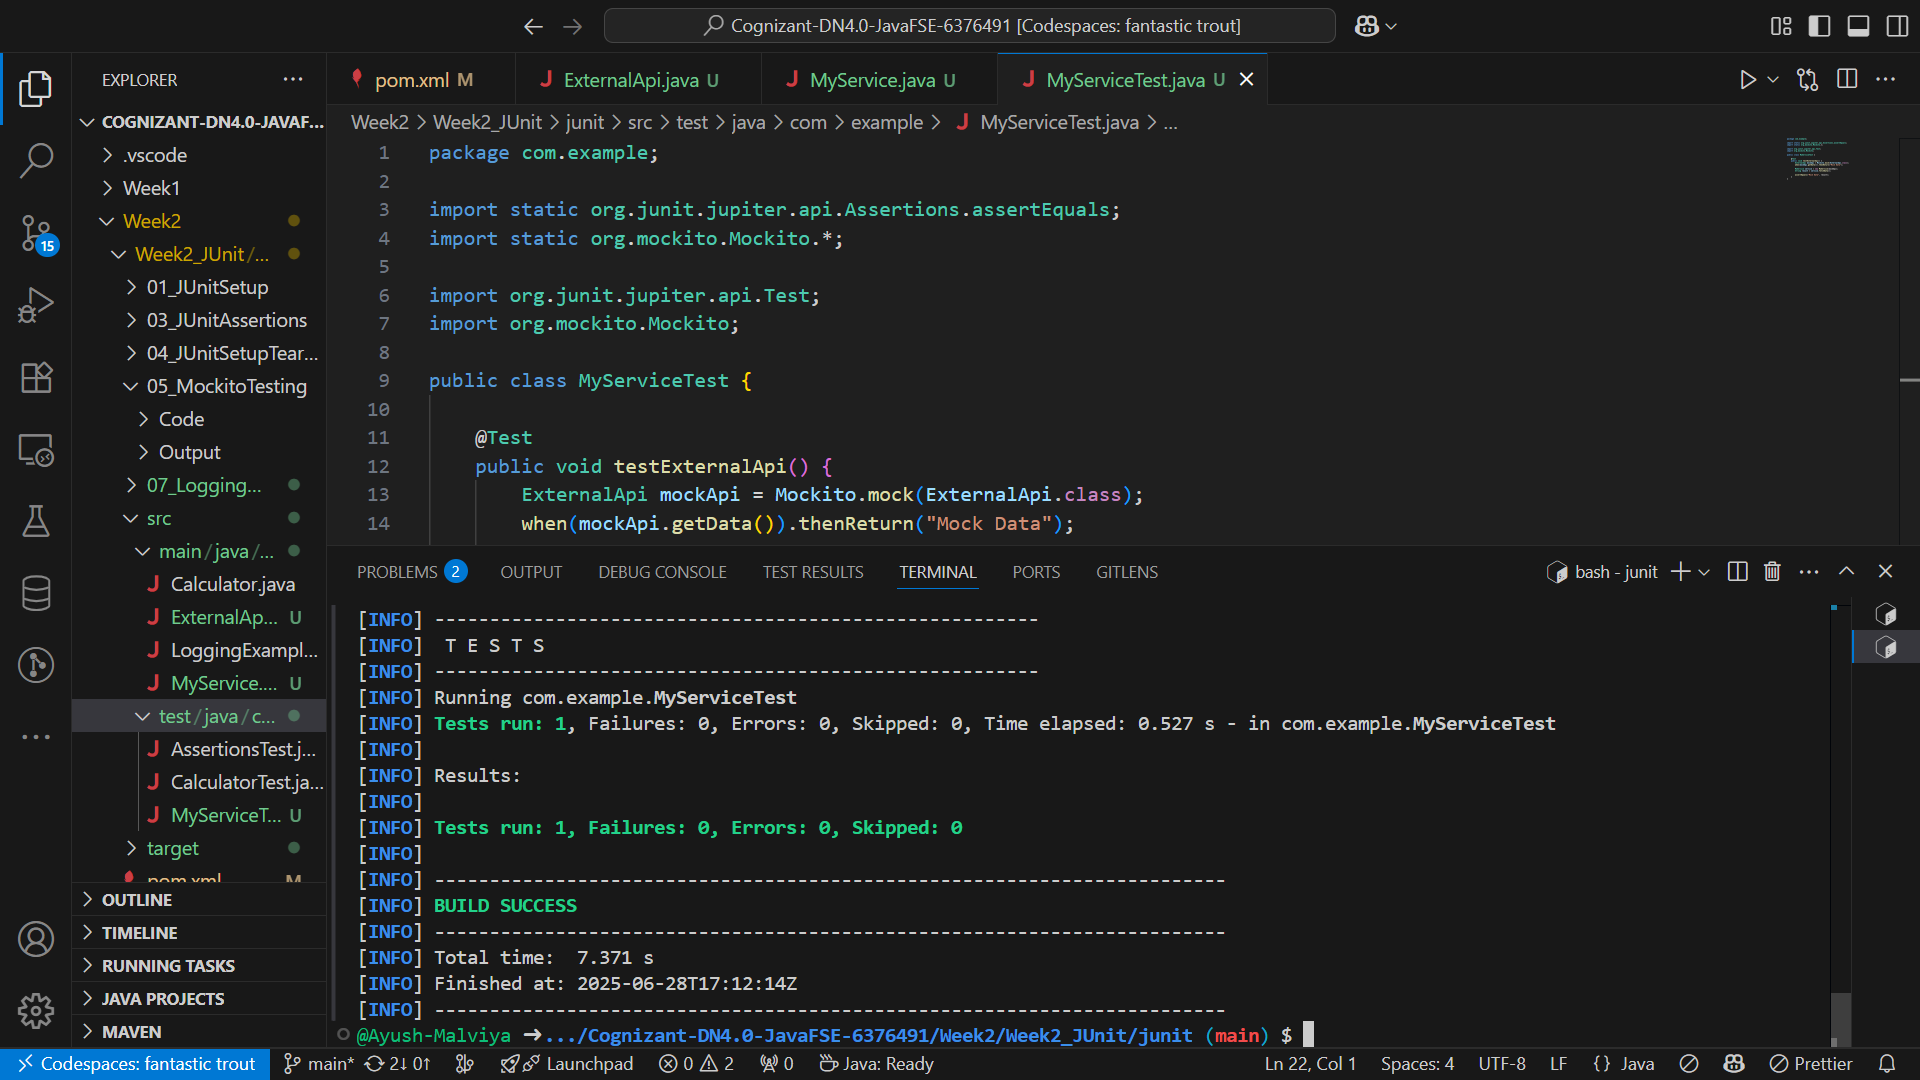 Cognizant-DN4.0-JavaFSE-6376491 [Codespaces: fantastic trout]
EXPLORER
COGNIZANT-DN4.0-JAVAF...
.vscode
Week1
Week2
Week2_JUnit/...
01_JUnitSetup
03_JUnitAssertions
04_JUnitSetupTear...
05_MockitoTesting
Code
Output
07_Logging...
src
main/java/...
Calculator.java
ExternalAp... U
LoggingExampl...
MyService.... U
test/java/c...
AssertionsTest.j...
CalculatorTest.ja...
MyServiceT... U
target
pom.xml M
OUTLINE
TIMELINE
RUNNING TASKS
JAVA PROJECTS
MAVEN
15
pom.xml M
ExternalApi.java U
MyService.java U
MyServiceTest.java U
Week2 > Week2_JUnit > junit > src > test > java > com > example > MyServiceTest.java > ...
1 package com.example;
2
3 import static org.junit.jupiter.api.Assertions.assertEquals;
4 import static org.mockito.Mockito.*;
5
6 import org.junit.jupiter.api.Test;
7 import org.mockito.Mockito;
8
9 public class MyServiceTest {
10
11 @Test
12 public void testExternalApi() {
13 ExternalApi mockApi = Mockito.mock(ExternalApi.class);
14 when(mockApi.getData()).thenReturn("Mock Data");
PROBLEMS 2 OUTPUT DEBUG CONSOLE TEST RESULTS TERMINAL PORTS GITLENS
bash - junit
[INFO] -------------------------------------------------------
[INFO] T E S T S
[INFO] -------------------------------------------------------
[INFO] Running com.example.MyServiceTest
[INFO] Tests run: 1, Failures: 0, Errors: 0, Skipped: 0, Time elapsed: 0.527 s - in com.example.MyServiceTest
[INFO]
[INFO] Results:
[INFO]
[INFO] Tests run: 1, Failures: 0, Errors: 0, Skipped: 0
[INFO]
[INFO] ------------------------------------------------------------------------
[INFO] BUILD SUCCESS
[INFO] ------------------------------------------------------------------------
[INFO] Total time:  7.371 s
[INFO] Finished at: 2025-06-28T17:12:14Z
[INFO] ------------------------------------------------------------------------
@Ayush-Malviya ➜.../Cognizant-DN4.0-JavaFSE-6376491/Week2/Week2_JUnit/junit (main) $
Codespaces: fantastic trout main* 2↓ 0↑ Launchpad 0 2 0 Java: Ready Ln 22, Col 1 Spaces: 4 UTF-8 LF {} Java Prettier